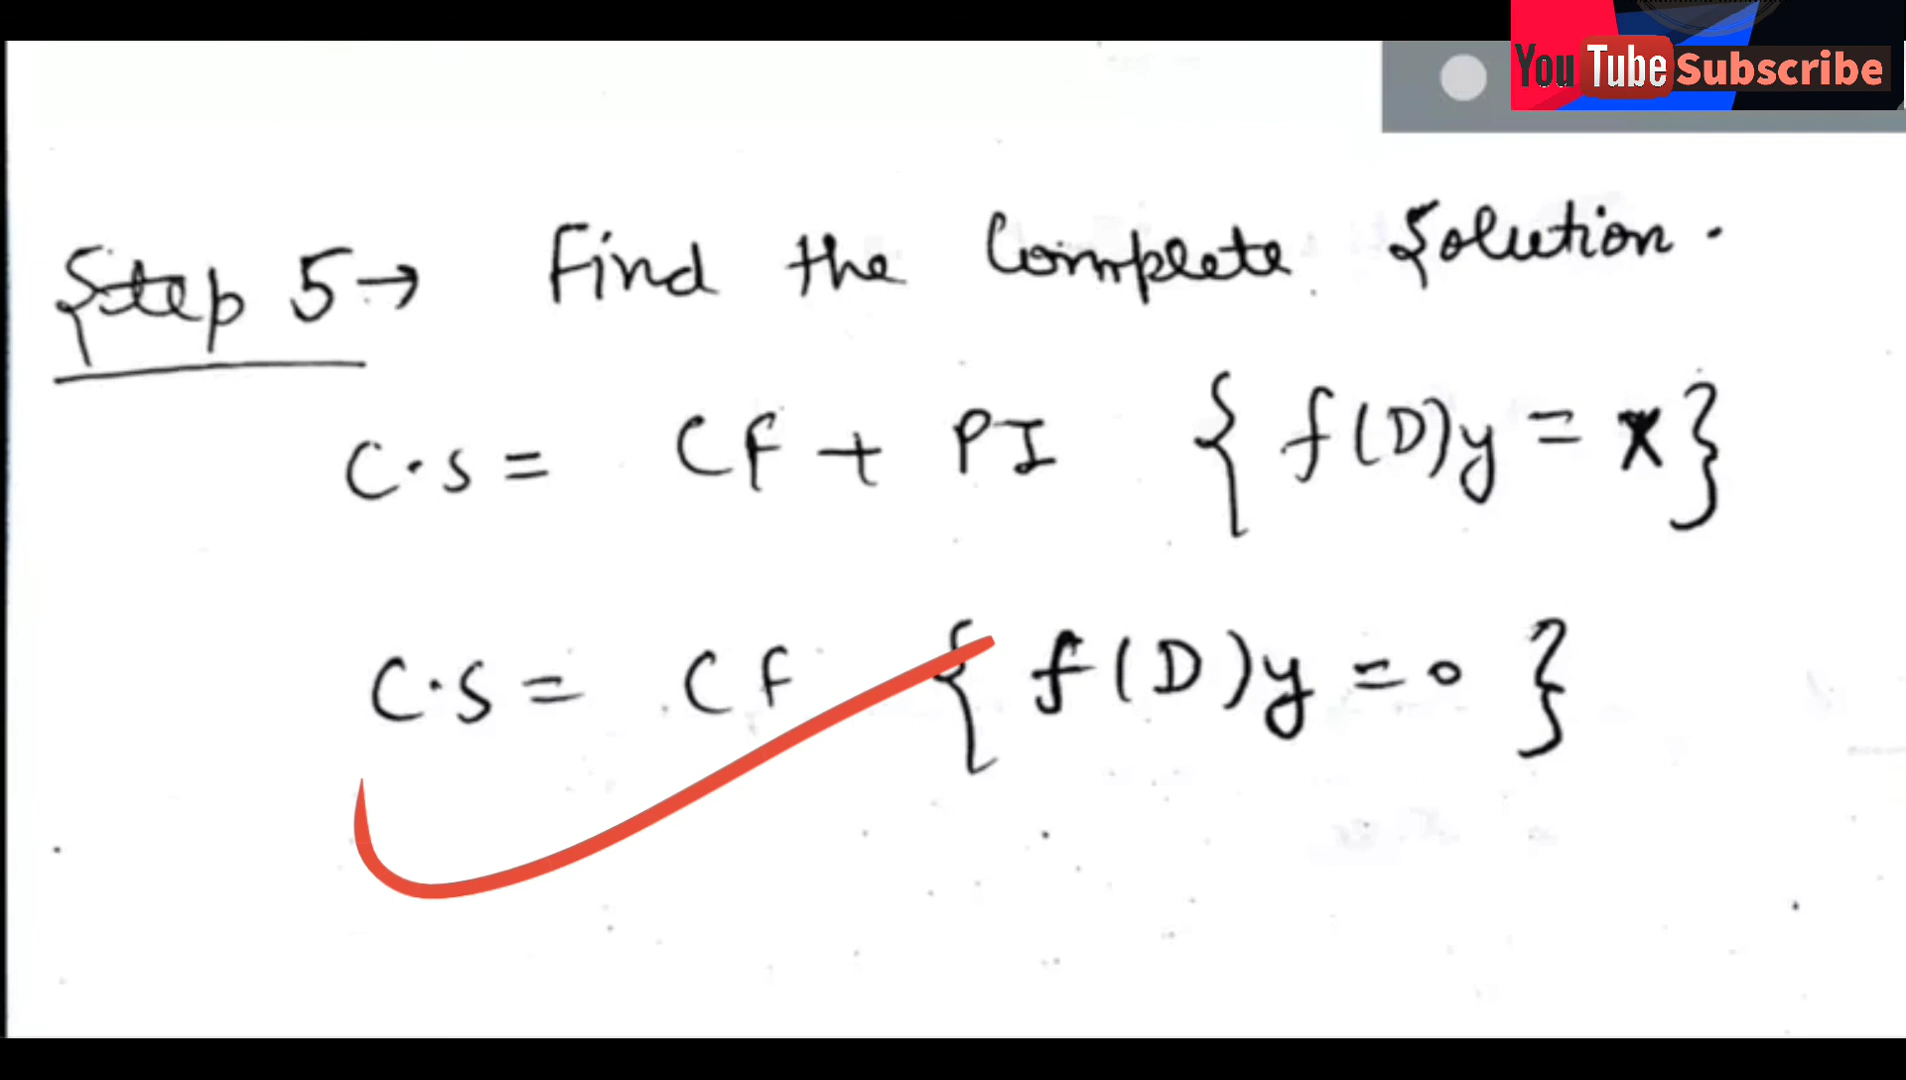 YouTube Subscribe
Step 5→ Find the Complete Solution.
C.S = CF + PI { f(D)y = X }
C.S = CF { f(D)y = 0 }